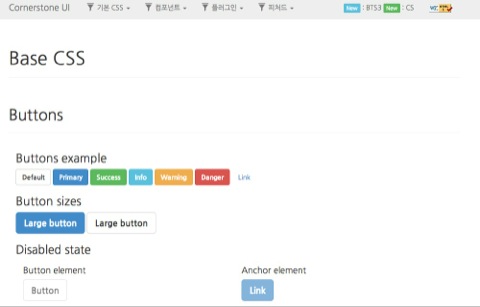 Cornerstone UI 기본 CSS 컴포넌트 플러그인 피쳐드 New : BTS3 New : CS
Base CSS
Buttons
Buttons example
Default Primary Success Info Warning Danger Link
Button sizes
Large button Large button
Disabled state
Button element Anchor element
Button Link